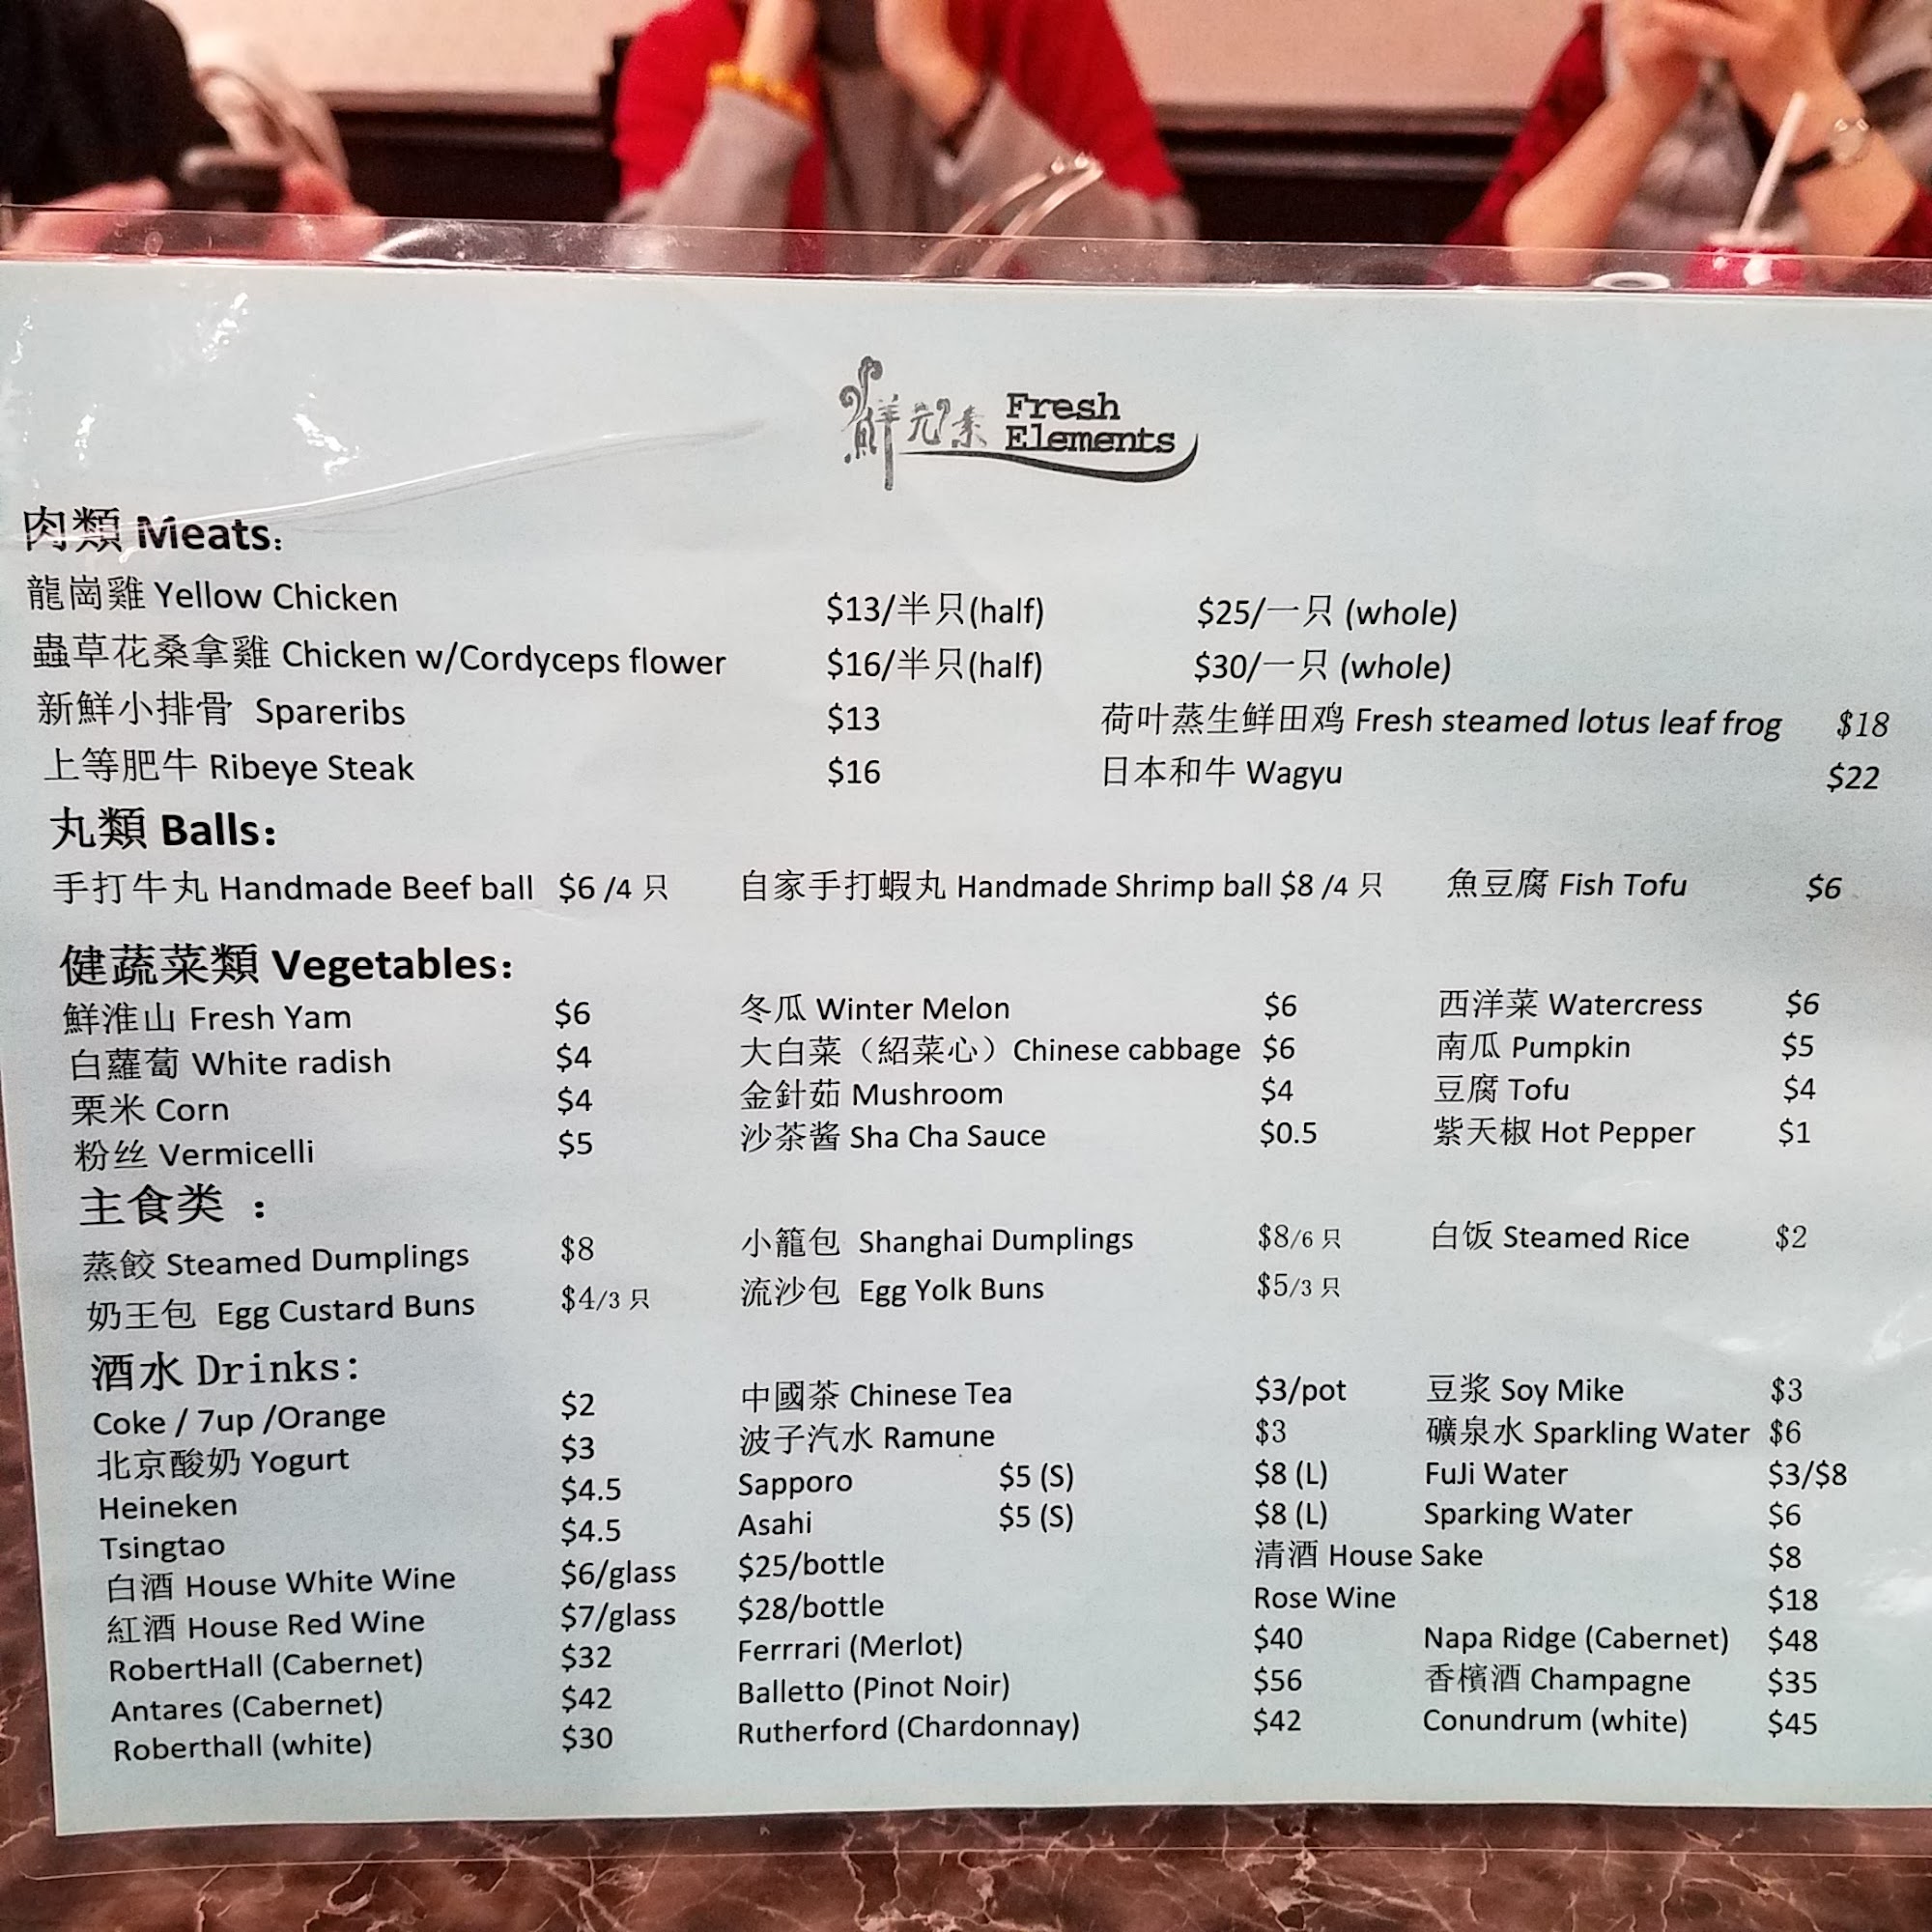 鮮元素 Fresh Elements
肉類 Meats:
龍崗雞 Yellow Chicken $13/半只(half) $25/一只 (whole)
蟲草花桑拿雞 Chicken w/Cordyceps flower $16/半只(half) $30/一只 (whole)
新鮮小排骨 Spareribs $13 荷叶蒸生鲜田鸡 Fresh steamed lotus leaf frog $18
上等肥牛 Ribeye Steak $16 日本和牛 Wagyu $22
丸類 Balls:
手打牛丸 Handmade Beef ball $6 /4 只 自家手打蝦丸 Handmade Shrimp ball $8 /4 只 魚豆腐 Fish Tofu $6
健蔬菜類 Vegetables:
鮮淮山 Fresh Yam $6 冬瓜 Winter Melon $6 西洋菜 Watercress $6
白蘿蔔 White radish $4 大白菜（紹菜心）Chinese cabbage $6 南瓜 Pumpkin $5
栗米 Corn $4 金針茹 Mushroom $4 豆腐 Tofu $4
粉丝 Vermicelli $5 沙茶酱 Sha Cha Sauce $0.5 紫天椒 Hot Pepper $1
主食类 :
蒸餃 Steamed Dumplings $8 小籠包 Shanghai Dumplings $8/6 只 白饭 Steamed Rice $2
奶王包 Egg Custard Buns $4/3 只 流沙包 Egg Yolk Buns $5/3 只
酒水 Drinks:
Coke / 7up /Orange $2 中國茶 Chinese Tea $3/pot 豆浆 Soy Mike $3
北京酸奶 Yogurt $3 波子汽水 Ramune $3 礦泉水 Sparkling Water $6
Heineken $4.5 Sapporo $5 (S) $8 (L) FuJi Water $3/$8
Tsingtao $4.5 Asahi $5 (S) $8 (L) Sparking Water $6
白酒 House White Wine $6/glass $25/bottle 清酒 House Sake $8
紅酒 House Red Wine $7/glass $28/bottle Rose Wine $18
RobertHall (Cabernet) $32 Ferrrari (Merlot) $40 Napa Ridge (Cabernet) $48
Antares (Cabernet) $42 Balletto (Pinot Noir) $56 香檳酒 Champagne $35
Roberthall (white) $30 Rutherford (Chardonnay) $42 Conundrum (white) $45